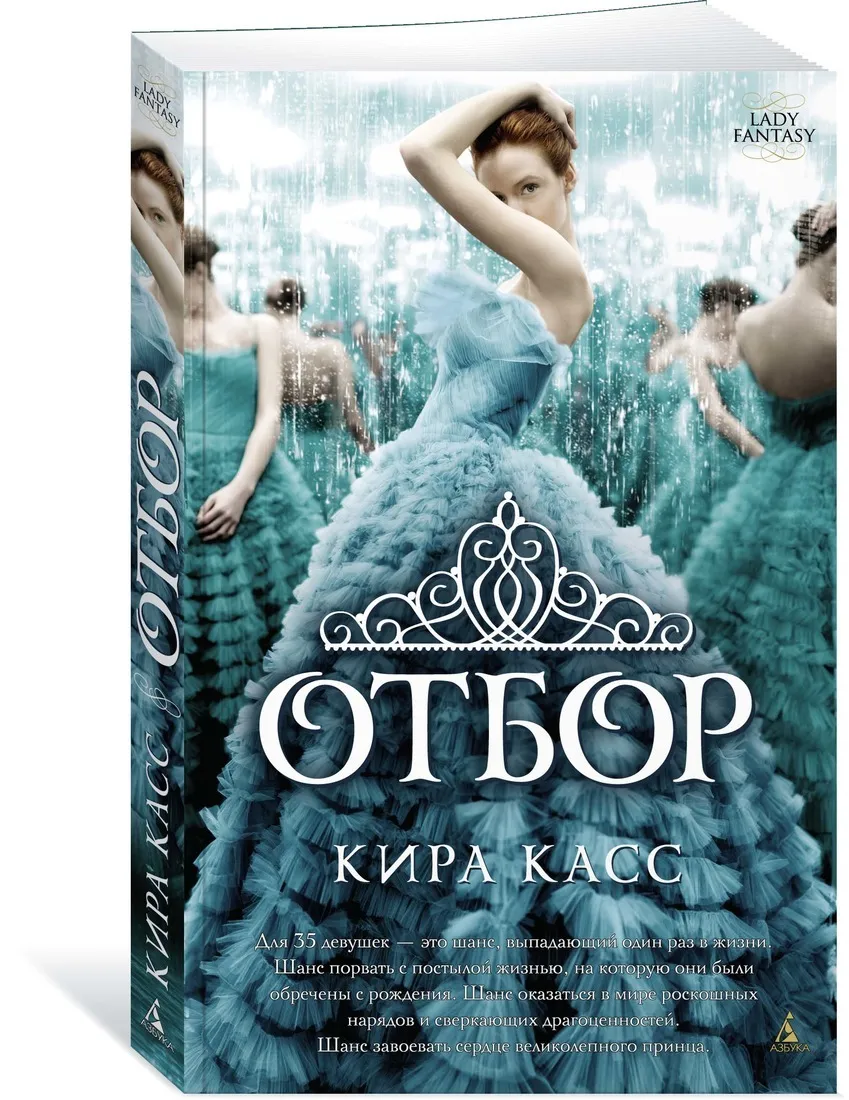 LADY
FANTASY
КИРА КАСС
ОТБОР
АЗБУКА
LADY
FANTASY
ОТБОР
КИРА КАСС
Для 35 девушек — это шанс, выпадающий один раз в жизни.
Шанс порвать с постылой жизнью, на которую они были
обречены с рождения. Шанс оказаться в мире роскошных
нарядов и сверкающих драгоценностей.
Шанс завоевать сердце великолепного принца.
АЗБУКА